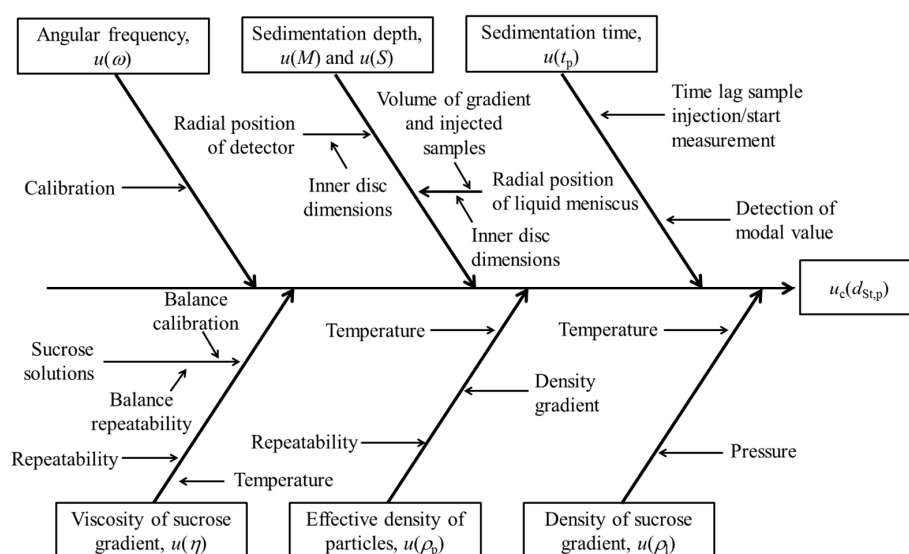 Angular frequency,
u(ω)
Sedimentation depth,
u(M) and u(S)
Sedimentation time,
u(tp)
Calibration
Radial position
of detector
Inner disc
dimensions
Volume of gradient
and injected
samples
Radial position
of liquid meniscus
Inner disc
dimensions
Time lag sample
injection/start
measurement
Detection of
modal value
uc(dSt,p)
Balance
calibration
Sucrose
solutions
Balance
repeatability
Repeatability
Temperature
Temperature
Density
gradient
Repeatability
Temperature
Pressure
Viscosity of sucrose
gradient, u(η)
Effective density of
particles, u(ρp)
Density of sucrose
gradient, u(ρl)